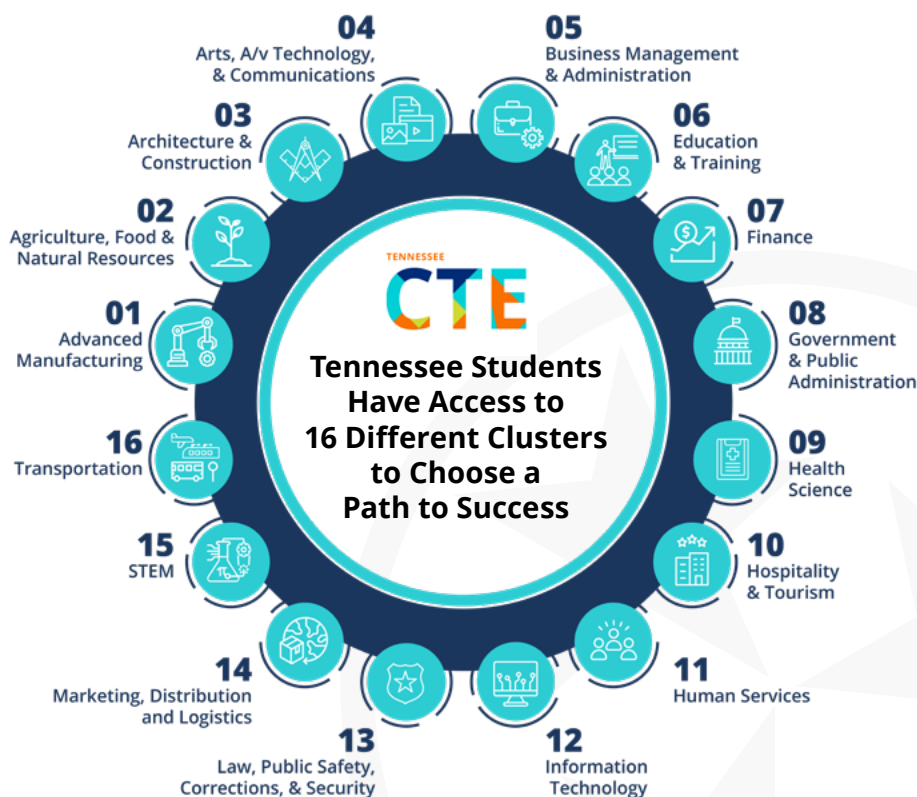 04
Arts, A/v Technology,
& Communications
05
Business Management
& Administration
03
Architecture &
Construction
06
Education
& Training
02
Agriculture, Food &
Natural Resources
07
Finance
01
Advanced
Manufacturing
08
Government
& Public
Administration
TENNESSEE
CTE
Tennessee Students
Have Access to
16 Different Clusters
to Choose a
Path to Success
16
Transportation
09
Health
Science
15
STEM
π
10
Hospitality
& Tourism
14
Marketing, Distribution
and Logistics
11
Human Services
13
Law, Public Safety,
Corrections, & Security
12
Information
Technology
$